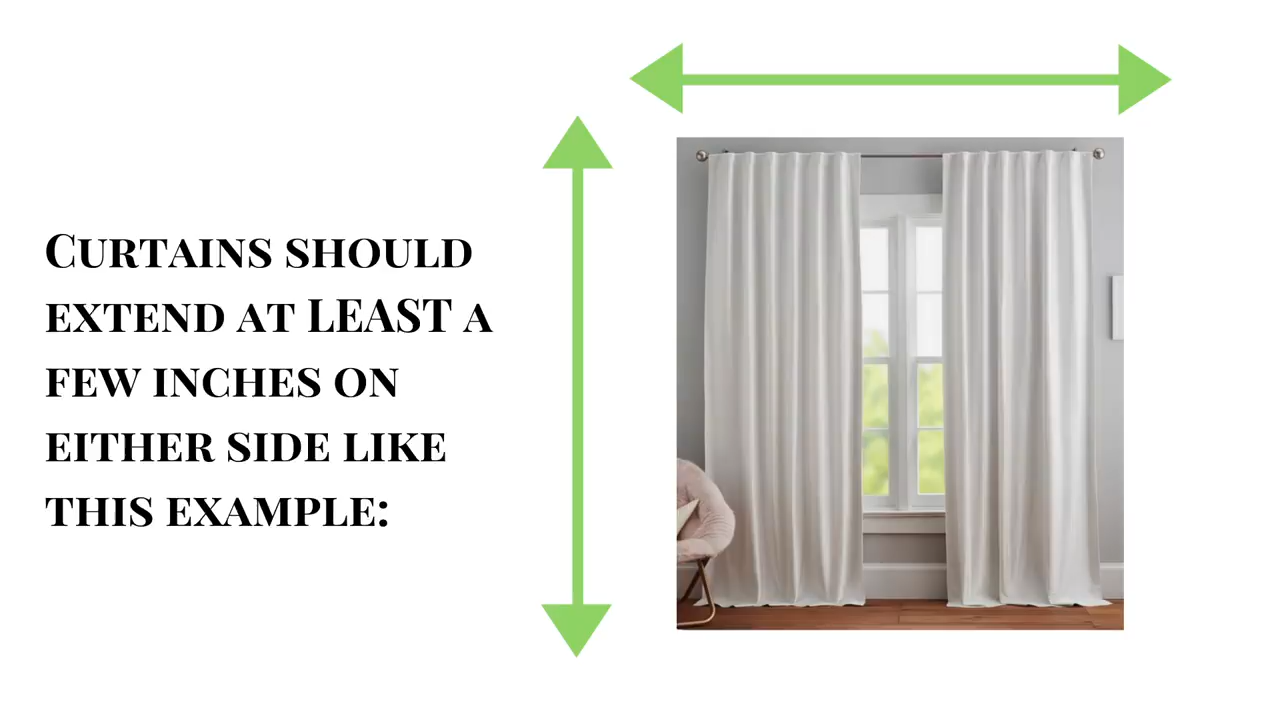 Curtains should
extend at LEAST a
few inches on
either side like
this example: